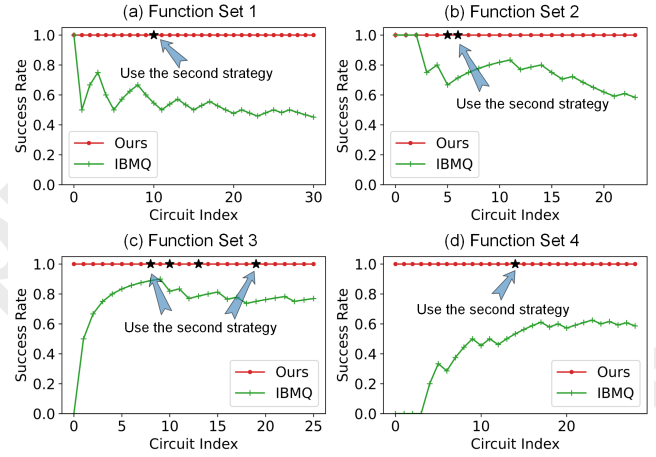 (a) Function Set 1
Success Rate
1.0
0.8
0.6
0.4
0.2
0.0
Use the second strategy
Ours
IBMQ
0
10
20
30
Circuit Index
(b) Function Set 2
Success Rate
1.0
0.8
0.6
0.4
0.2
0.0
Use the second strategy
Ours
IBMQ
0
5
10
15
20
Circuit Index
(c) Function Set 3
Success Rate
1.0
0.8
0.6
0.4
0.2
0.0
Use the second strategy
Ours
IBMQ
0
5
10
15
20
25
Circuit Index
(d) Function Set 4
Success Rate
1.0
0.8
0.6
0.4
0.2
0.0
Use the second strategy
Ours
IBMQ
0
10
20
Circuit Index